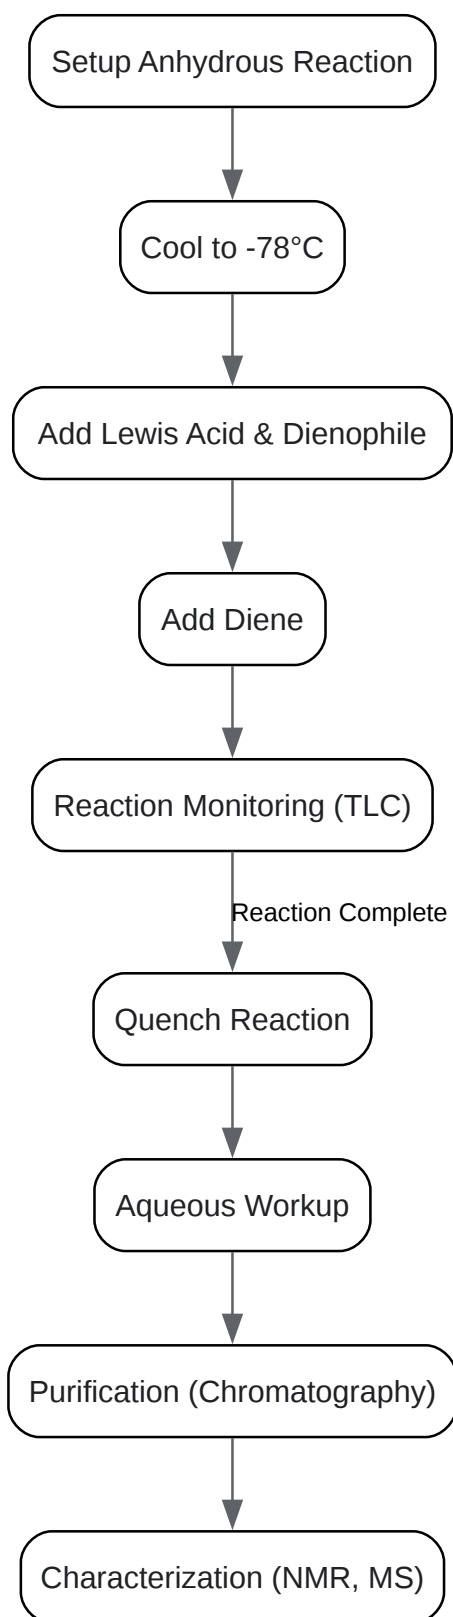 Setup Anhydrous Reaction
Cool to -78°C
Add Lewis Acid & Dienophile
Add Diene
Reaction Monitoring (TLC)
Reaction Complete
Quench Reaction
Aqueous Workup
Purification (Chromatography)
Characterization (NMR, MS)